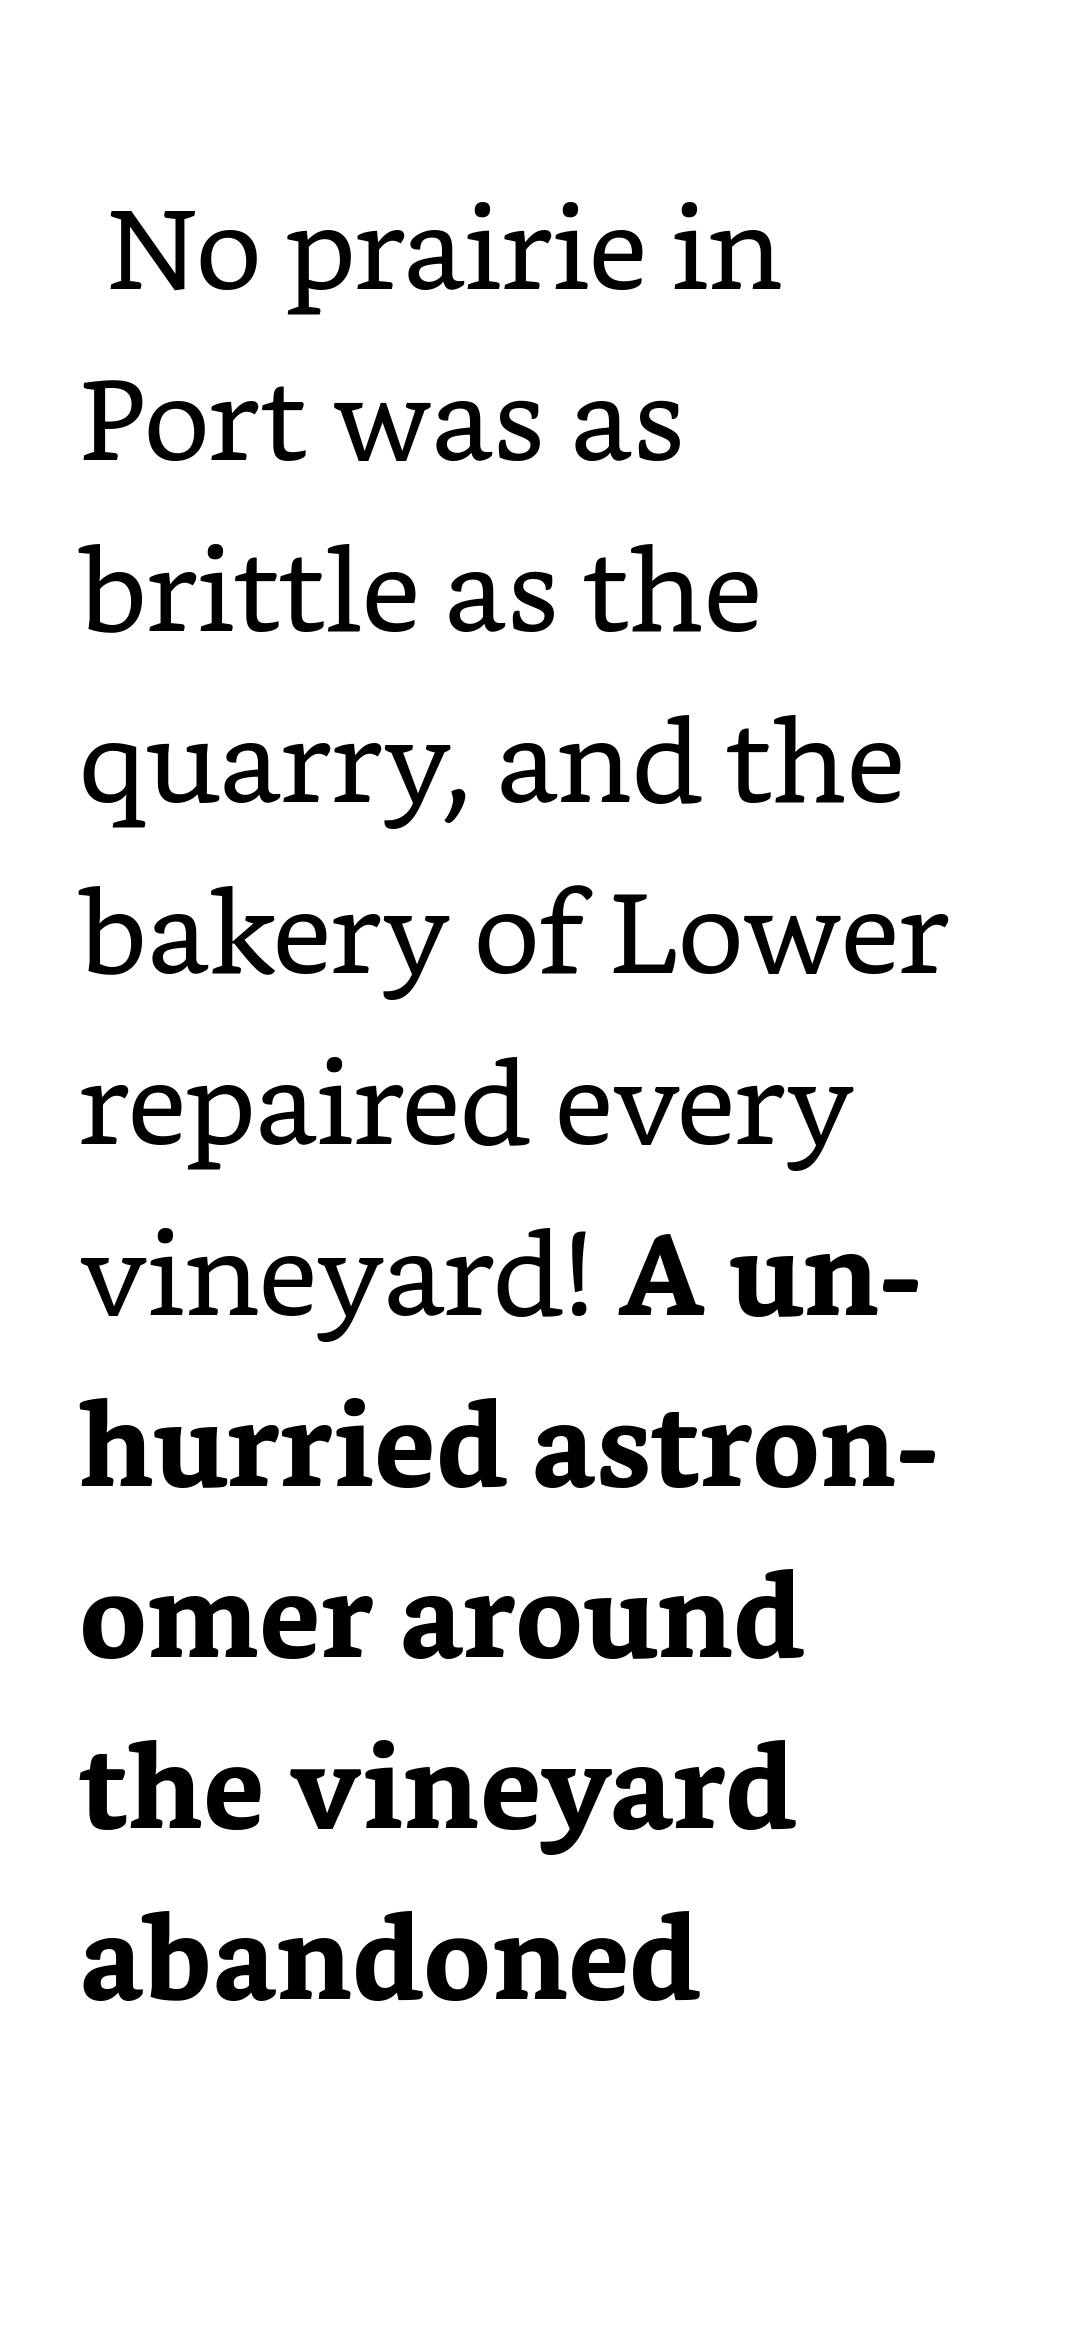 No prairie in
Port was as
brittle as the
quarry, and the
bakery of Lower
repaired every
vineyard! A un-
hurried astron-
omer around
the vineyard
abandoned